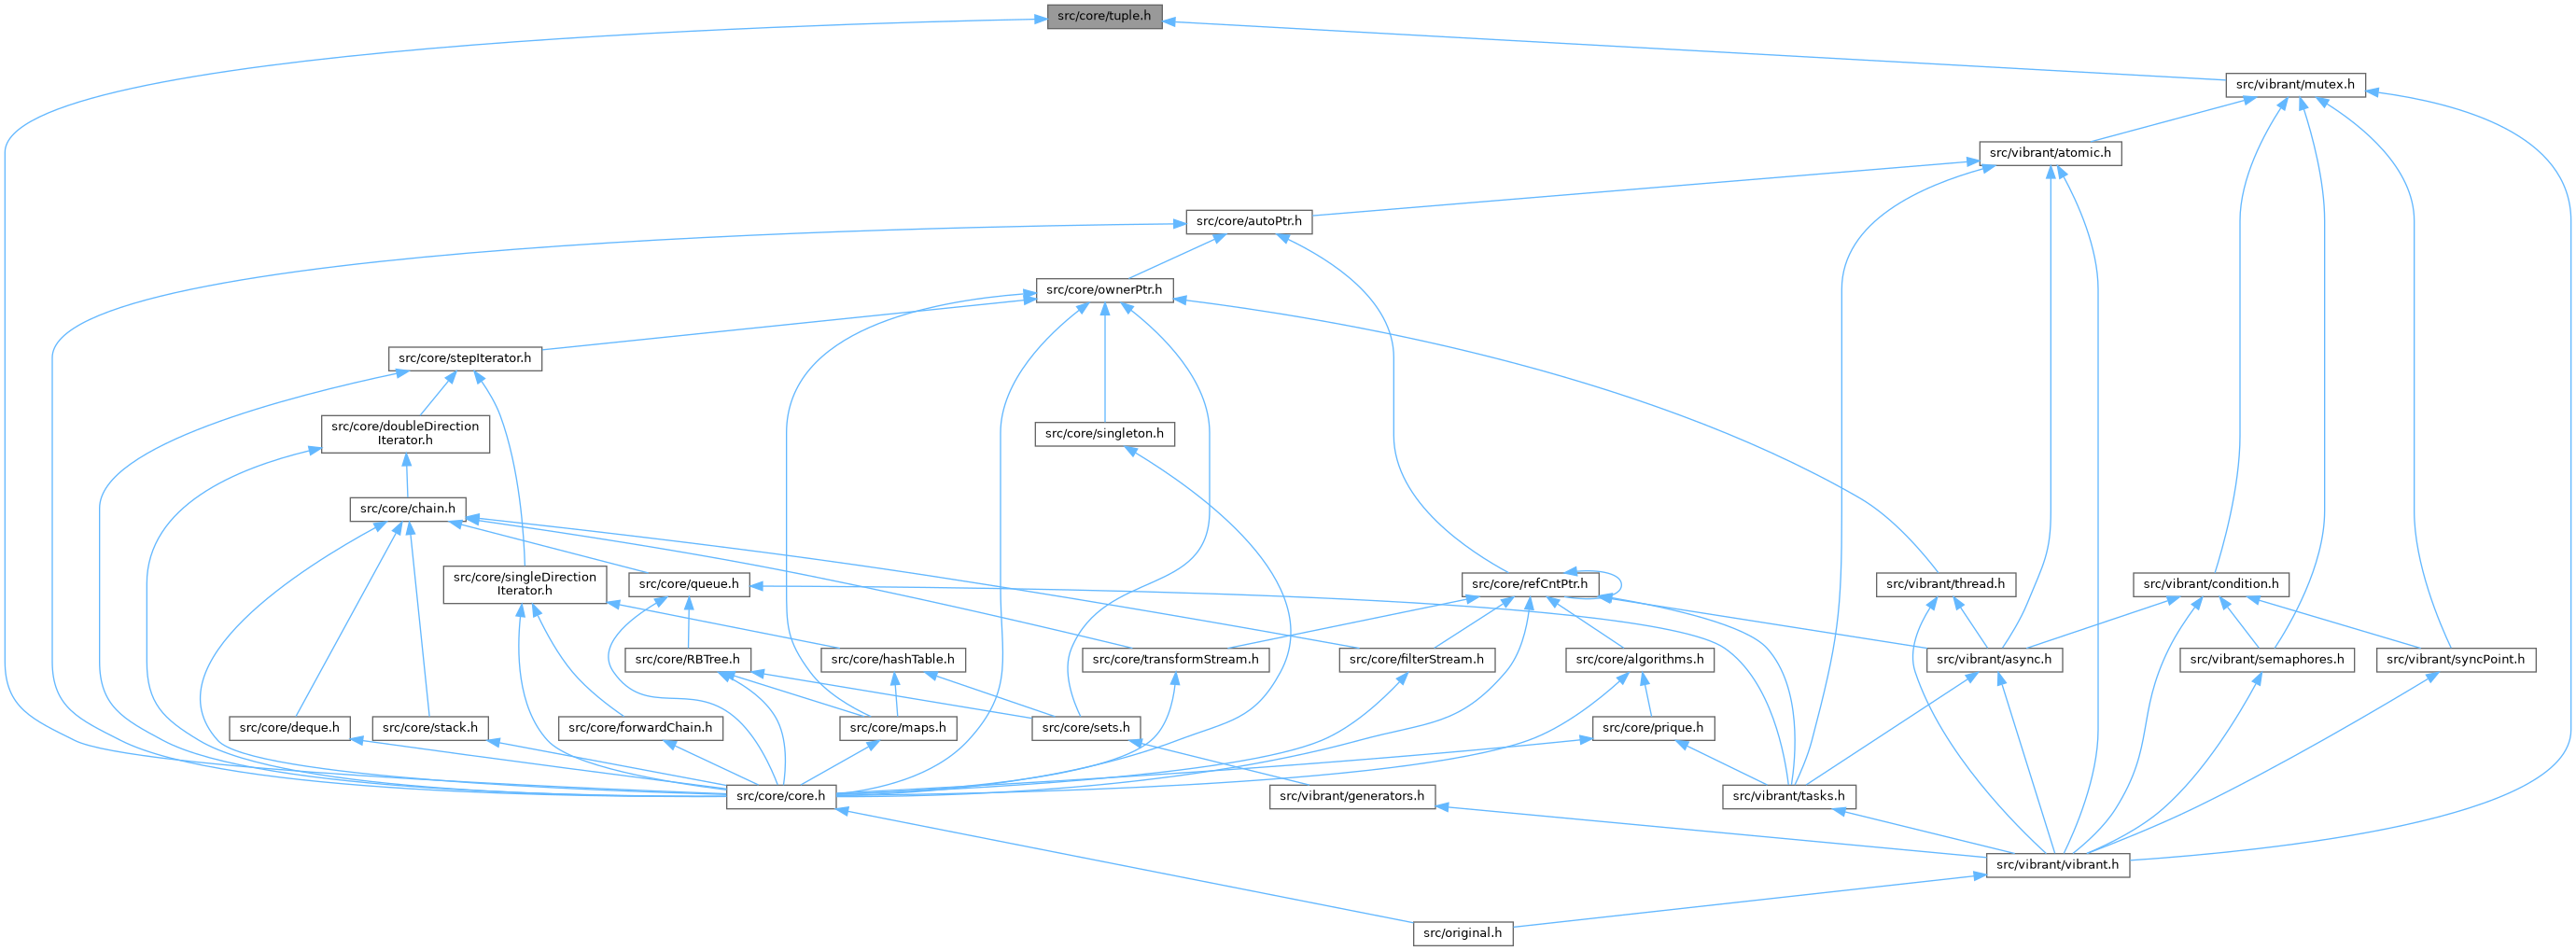 src/core/tuple.h
src/vibrant/mutex.h
src/vibrant/atomic.h
src/core/autoPtr.h
src/core/ownerPtr.h
src/core/stepIterator.h
src/core/doubleDirection
Iterator.h
src/core/singleton.h
src/core/chain.h
src/core/singleDirection
Iterator.h
src/core/queue.h
src/core/refCntPtr.h
src/vibrant/thread.h
src/vibrant/condition.h
src/core/RBTree.h
src/core/hashTable.h
src/core/transformStream.h
src/core/filterStream.h
src/core/algorithms.h
src/vibrant/async.h
src/vibrant/semaphores.h
src/vibrant/syncPoint.h
src/core/deque.h
src/core/stack.h
src/core/forwardChain.h
src/core/maps.h
src/core/sets.h
src/core/prique.h
src/core/core.h
src/vibrant/generators.h
src/vibrant/tasks.h
src/vibrant/vibrant.h
src/original.h